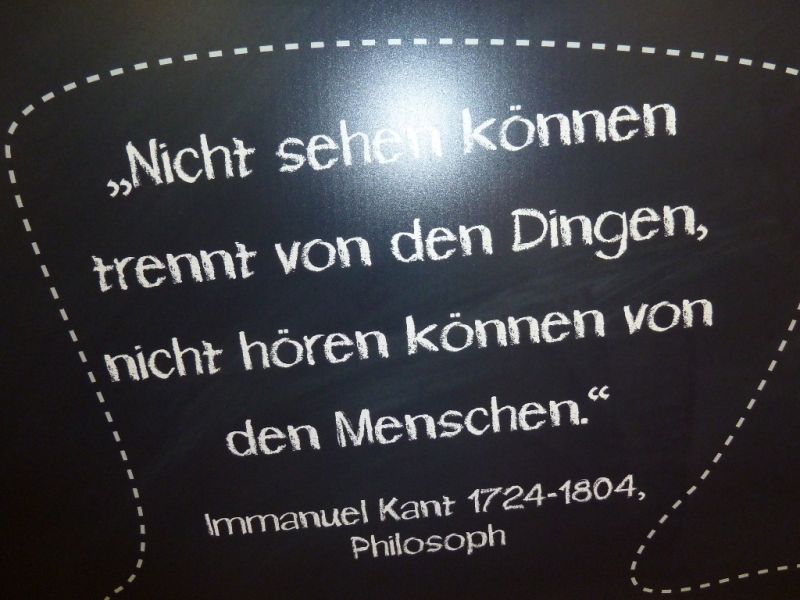 „Nicht sehen können
trennt von den Dingen,
nicht hören können von
den Menschen.“
Immanuel Kant 1724-1804,
Philosoph